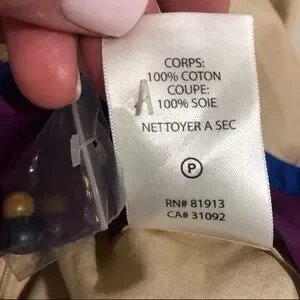 CORPS:
100% COTON
COUPE:
100% SOIE
A
NETTOYER A SEC
P
RN# 81913
CA# 31092